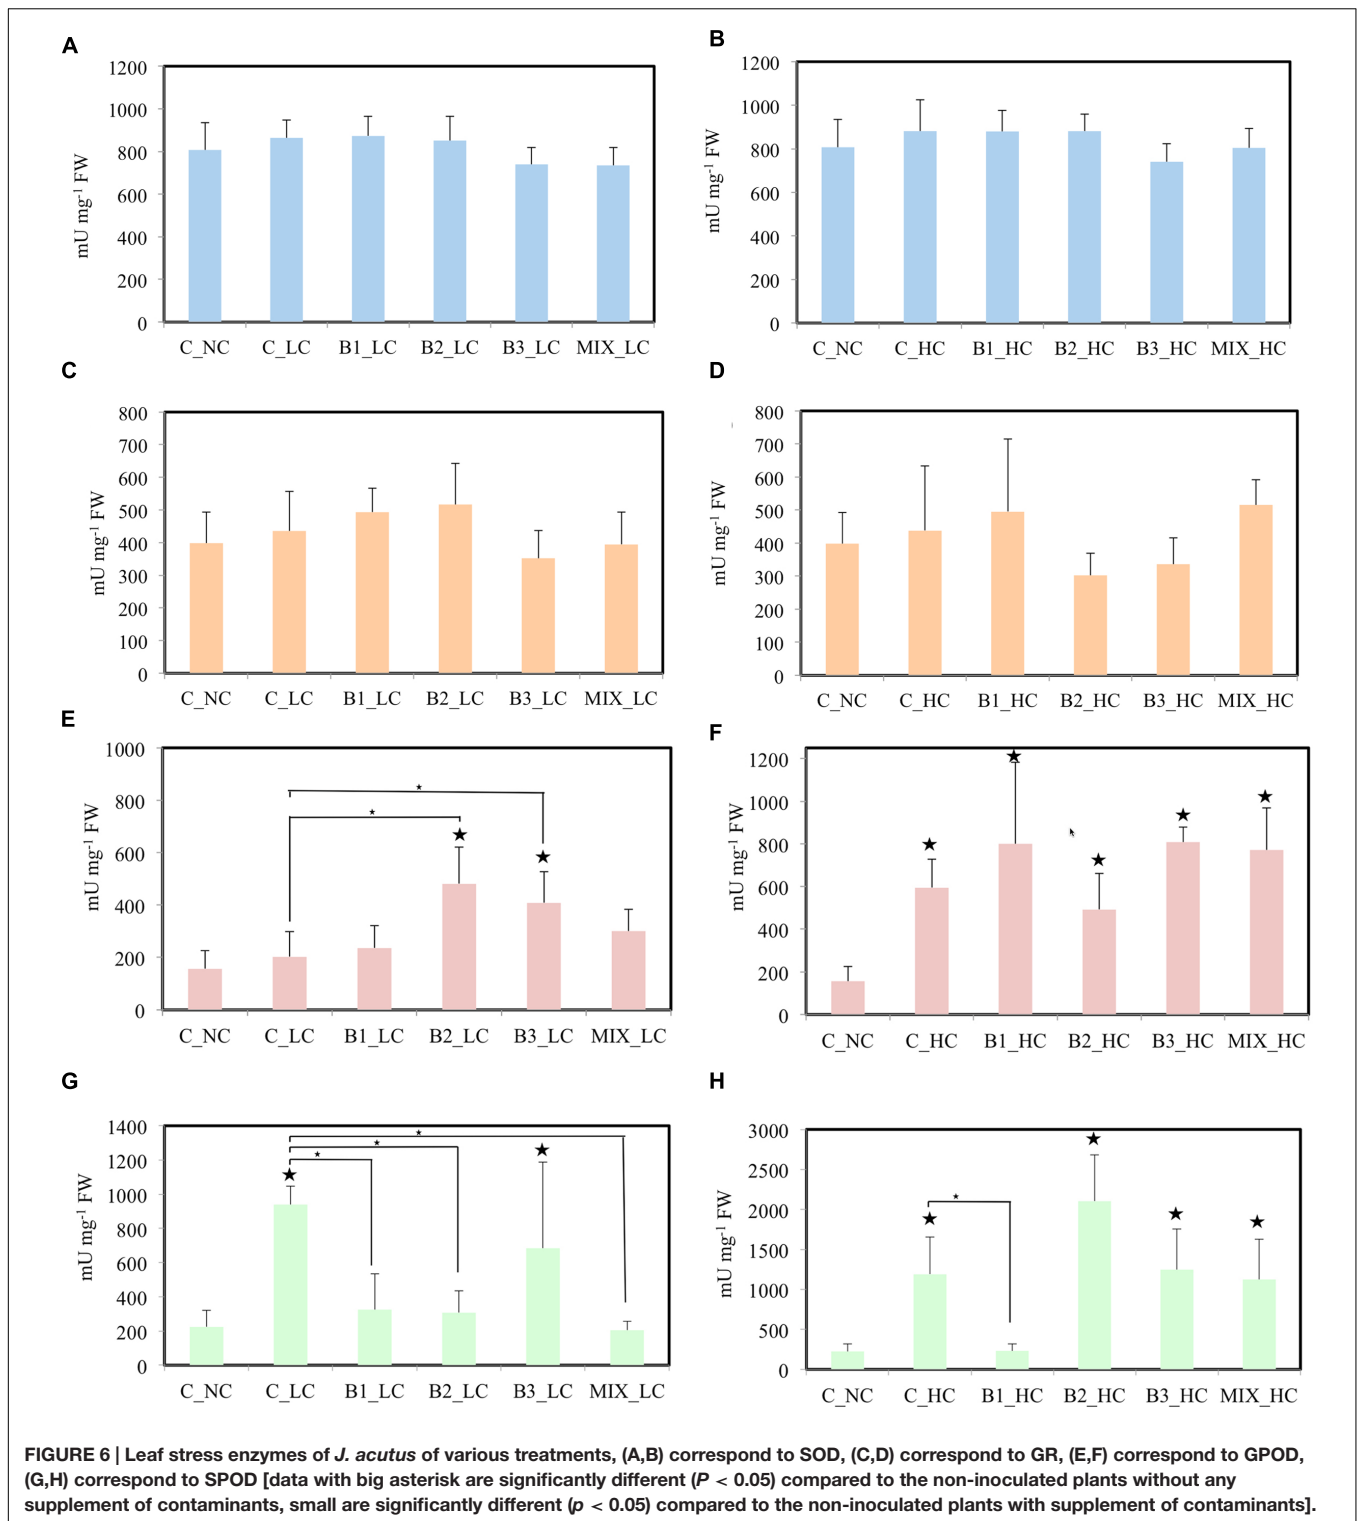 A
1200
1000
800
600
400
200
0
mU mg-1 FW
C_NC C_LC B1_LC B2_LC B3_LC MIX_LC
B
1200
1000
800
600
400
200
0
mU mg-1 FW
C_NC C_HC B1_HC B2_HC B3_HC MIX_HC
C
800
700
600
500
400
300
200
100
0
mU mg-1 FW
C_NC C_LC B1_LC B2_LC B3_LC MIX_LC
D
800
700
600
500
400
300
200
100
0
mU mg-1 FW
C_NC C_HC B1_HC B2_HC B3_HC MIX_HC
E
1000
800
600
400
200
0
mU mg-1 FW
C_NC C_LC B1_LC B2_LC B3_LC MIX_LC
F
1200
1000
800
600
400
200
0
mU mg-1 FW
C_NC C_HC B1_HC B2_HC B3_HC MIX_HC
G
1400
1200
1000
800
600
400
200
0
mU mg-1 FW
C_NC C_LC B1_LC B2_LC B3_LC MIX_LC
H
3000
2500
2000
1500
1000
500
0
mU mg-1 FW
C_NC C_HC B1_HC B2_HC B3_HC MIX_HC
FIGURE 6 | Leaf stress enzymes of J. acutus of various treatments, (A,B) correspond to SOD, (C,D) correspond to GR, (E,F) correspond to GPOD,
(G,H) correspond to SPOD [data with big asterisk are significantly different (P < 0.05) compared to the non-inoculated plants without any
supplement of contaminants, small are significantly different (p < 0.05) compared to the non-inoculated plants with supplement of contaminants].